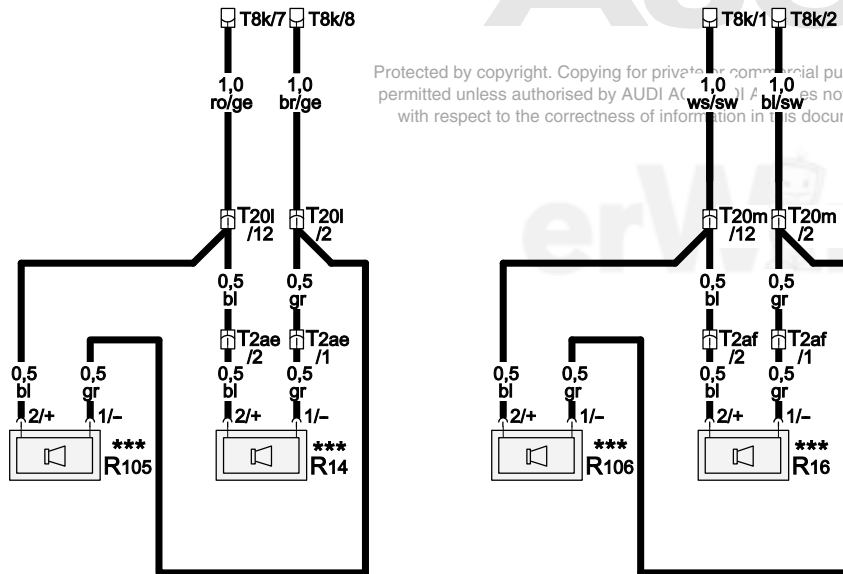 T8k/7 T8k/8 T8k/1 T8k/2
Protected by copyright. Copying for private or commercial pu
permitted unless authorised by AUDI AG. AUDI A es not
with respect to the correctness of information in this docu
1,0 ro/ge
1,0 br/ge
1,0 ws/sw
1,0 bl/sw
T20l /12
T20l /2
T20m /12
T20m /2
0,5 bl
0,5 gr
0,5 bl
0,5 gr
T2ae /2
T2ae /1
T2af /2
T2af /1
0,5 bl
0,5 gr
0,5 bl
0,5 gr
0,5 bl
0,5 gr
0,5 bl
0,5 gr
2/+ 1/– 2/+ 1/– 2/+ 1/– 2/+ 1/–
*** R105
*** R14
*** R106
*** R16